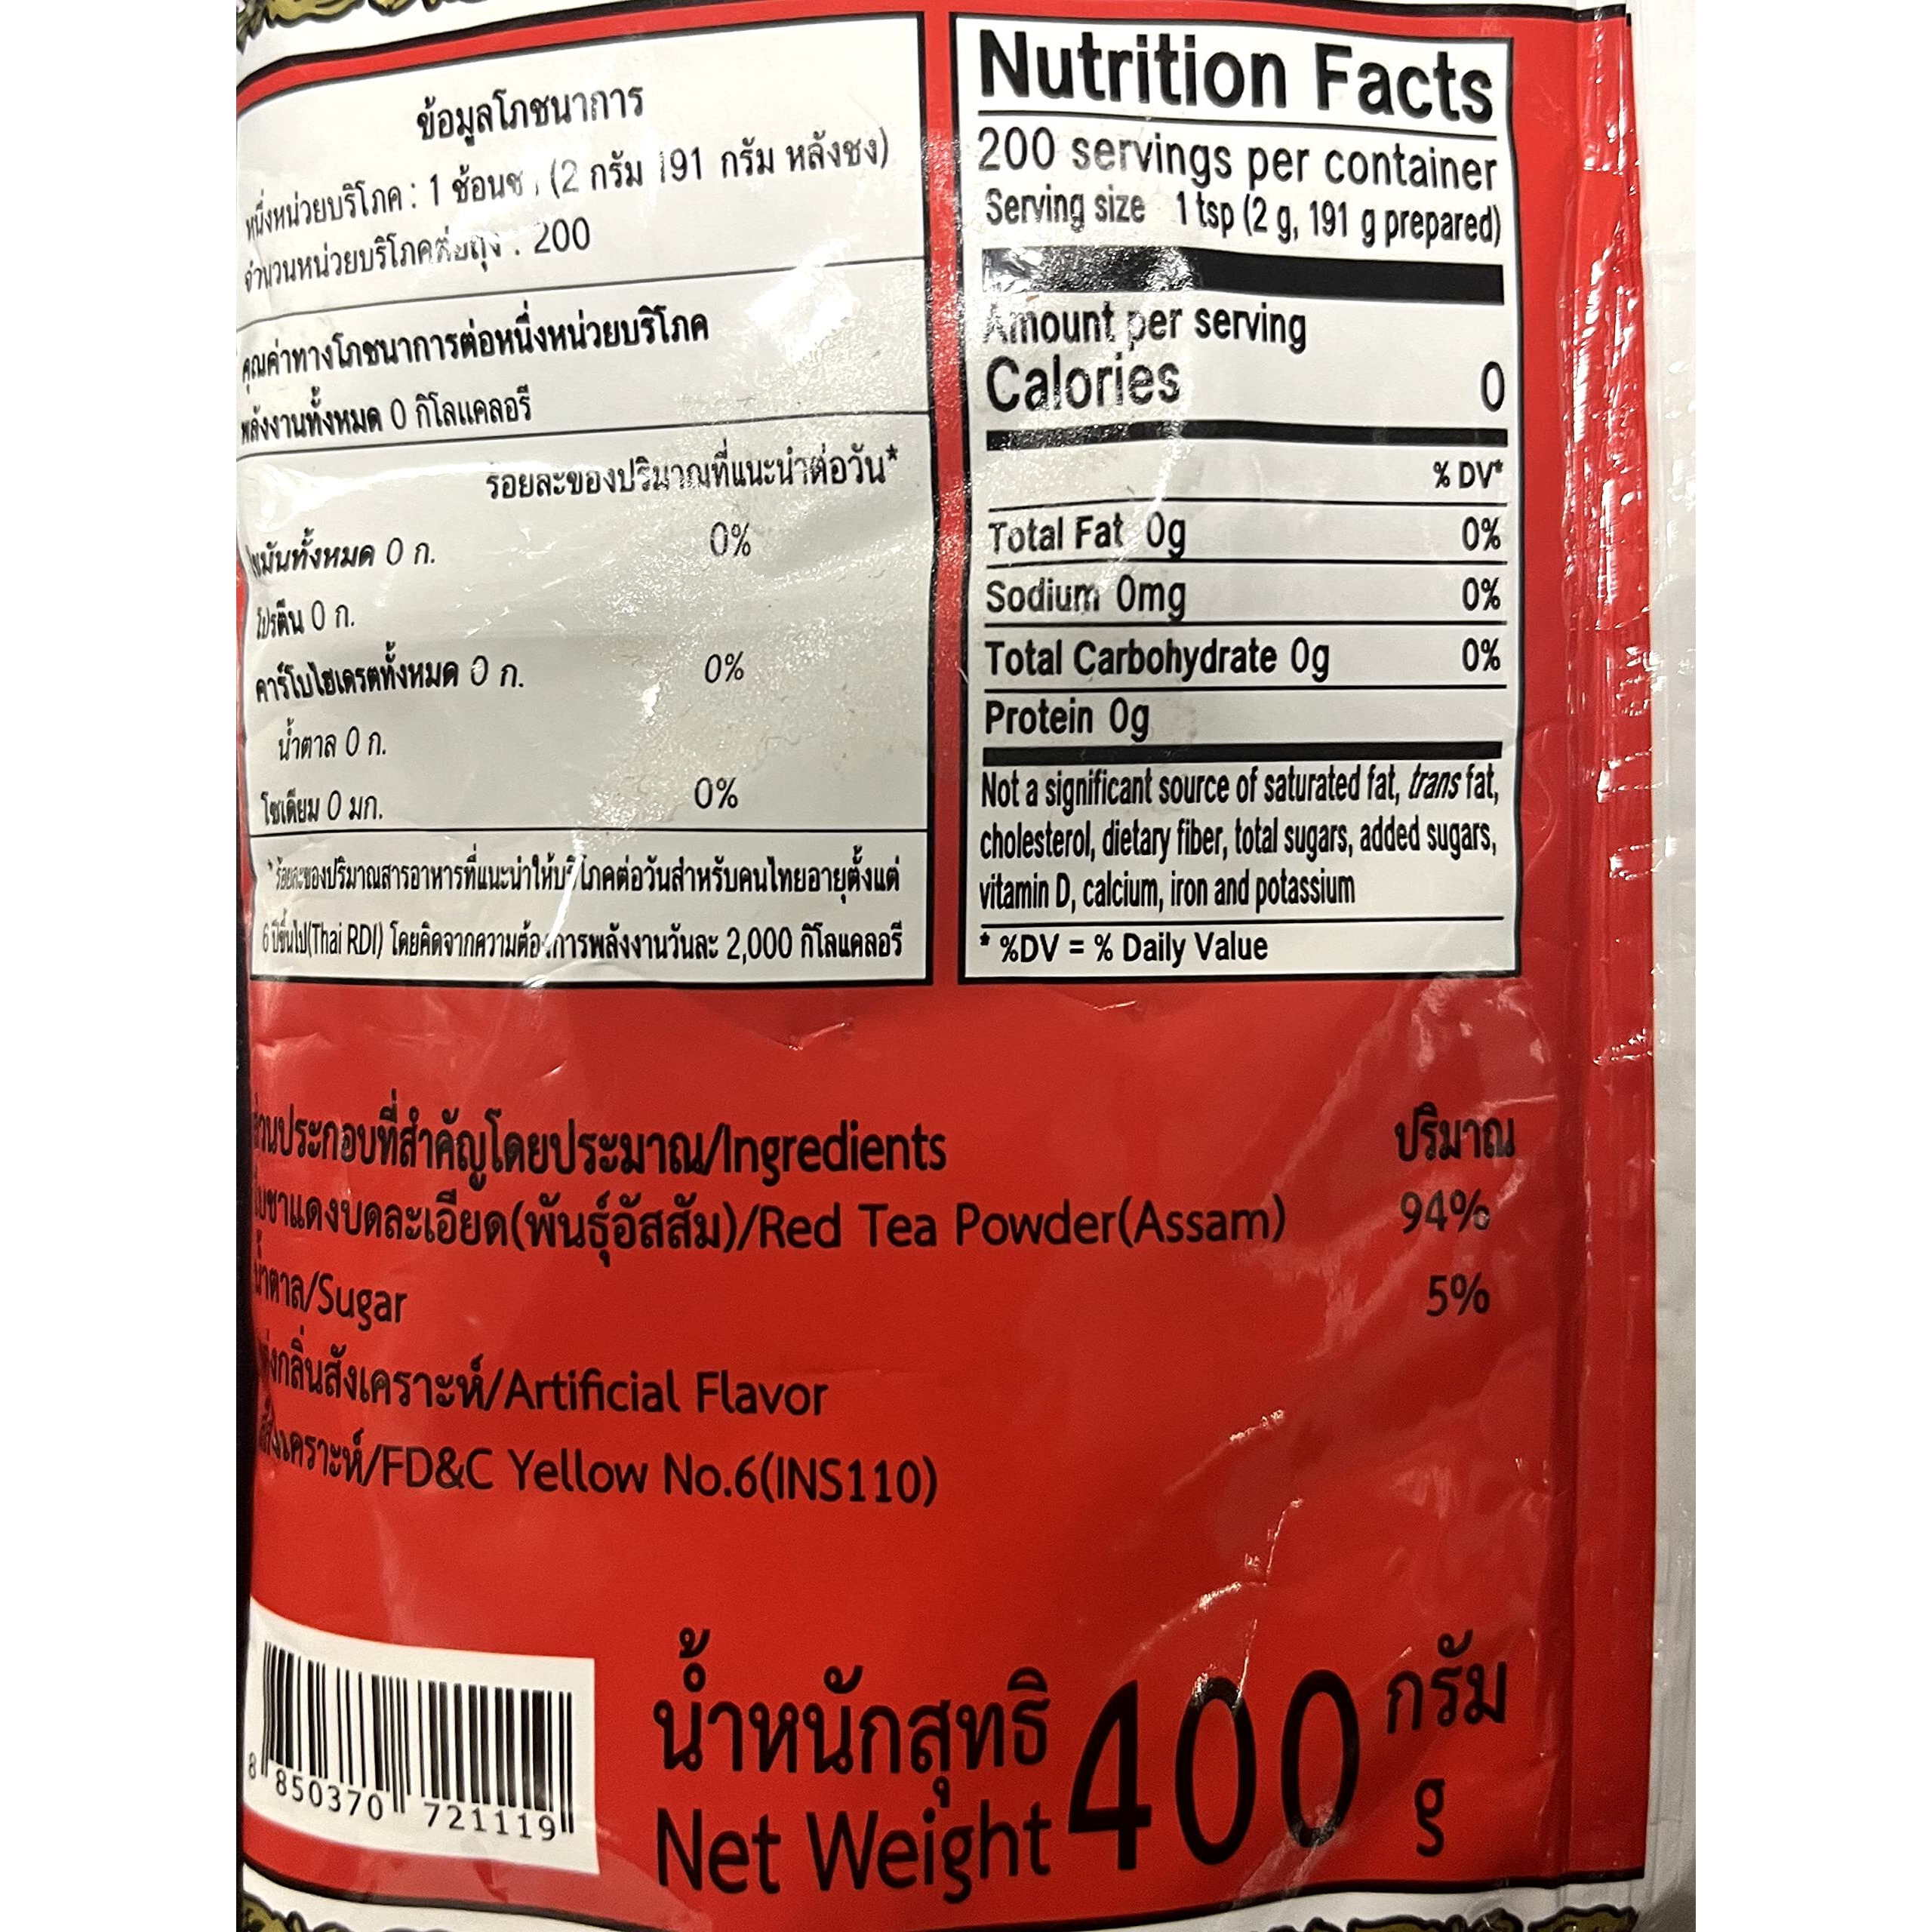 ข้อมูลโภชนาการ
หนึ่งหน่วยบริโภค : 1 ช้อนช (2 กรัม 191 กรัม หลังชง)
จำนวนหน่วยบริโภคต่อถุง : 200
คุณค่าทางโภชนาการต่อหนึ่งหน่วยบริโภค
พลังงานทั้งหมด 0 กิโลแคลอรี
ร้อยละของปริมาณที่แนะนำต่อวัน*
ไขมันทั้งหมด 0 ก. 0%
โปรตีน 0 ก.
คาร์โบไฮเดรตทั้งหมด 0 ก. 0%
น้ำตาล 0 ก.
โซเดียม 0 มก. 0%
*ร้อยละของปริมาณสารอาหารที่แนะนำให้บริโภคต่อวันสำหรับคนไทยอายุตั้งแต่
6 ปีขึ้นไป(Thai RDI) โดยคิดจากความต้องการพลังงานวันละ 2,000 กิโลแคลอรี
Nutrition Facts
200 servings per container
Serving size 1 tsp (2 g, 191 g prepared)
Amount per serving
Calories 0
% DV*
Total Fat 0g 0%
Sodium 0mg 0%
Total Carbohydrate 0g 0%
Protein 0g
Not a significant source of saturated fat, trans fat,
cholesterol, dietary fiber, total sugars, added sugars,
vitamin D, calcium, iron and potassium
* %DV = % Daily Value
ส่วนประกอบที่สำคัญโดยประมาณ/Ingredients ปริมาณ
ใบชาแดงบดละเอียด(พันธุ์อัสสัม)/Red Tea Powder(Assam) 94%
น้ำตาล/Sugar 5%
แต่งกลิ่นสังเคราะห์/Artificial Flavor
สีสังเคราะห์/FD&C Yellow No.6(INS110)
8 850370 721119
น้ำหนักสุทธิ 400 กรัม
Net Weight g